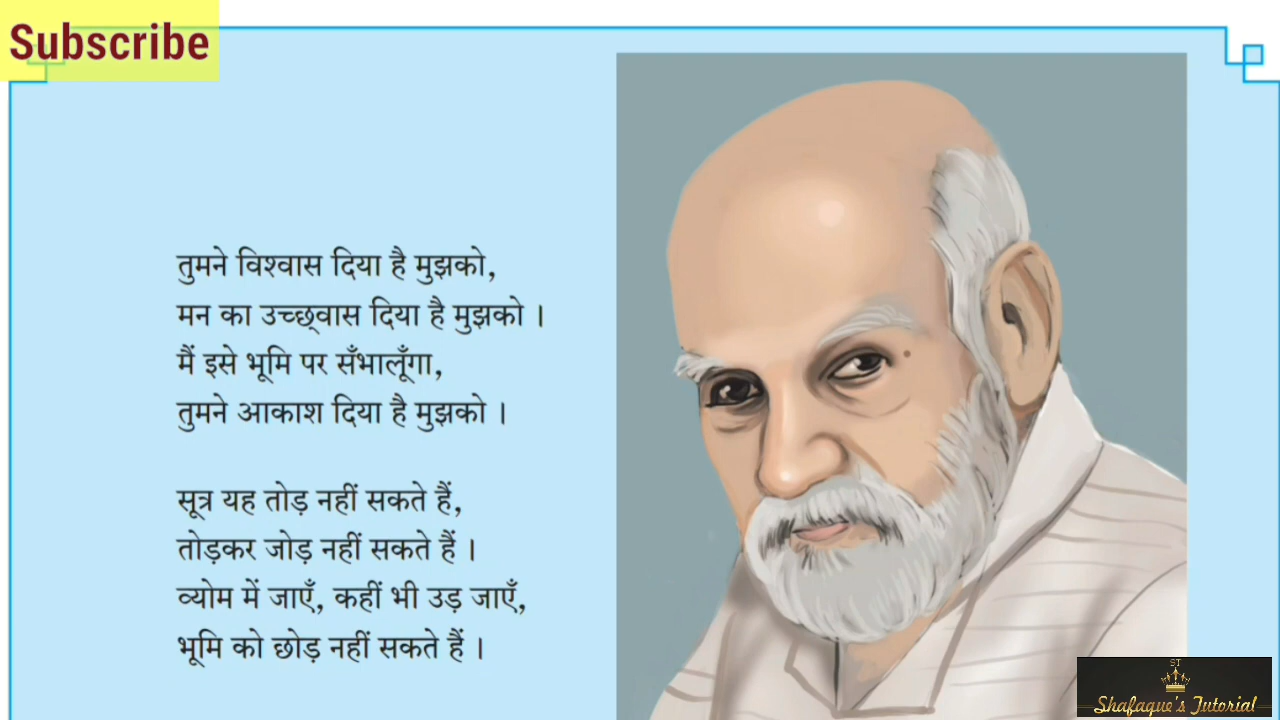 Subscribe
तुमने विश्वास दिया है मुझको,
मन का उच्छ्वास दिया है मुझको ।
मैं इसे भूमि पर सँभालूँगा,
तुमने आकाश दिया है मुझको ।
सूत्र यह तोड़ नहीं सकते हैं,
तोड़कर जोड़ नहीं सकते हैं ।
व्योम में जाएँ, कहीं भी उड़ जाएँ,
भूमि को छोड़ नहीं सकते हैं ।
ST
Shafaque's Tutorial